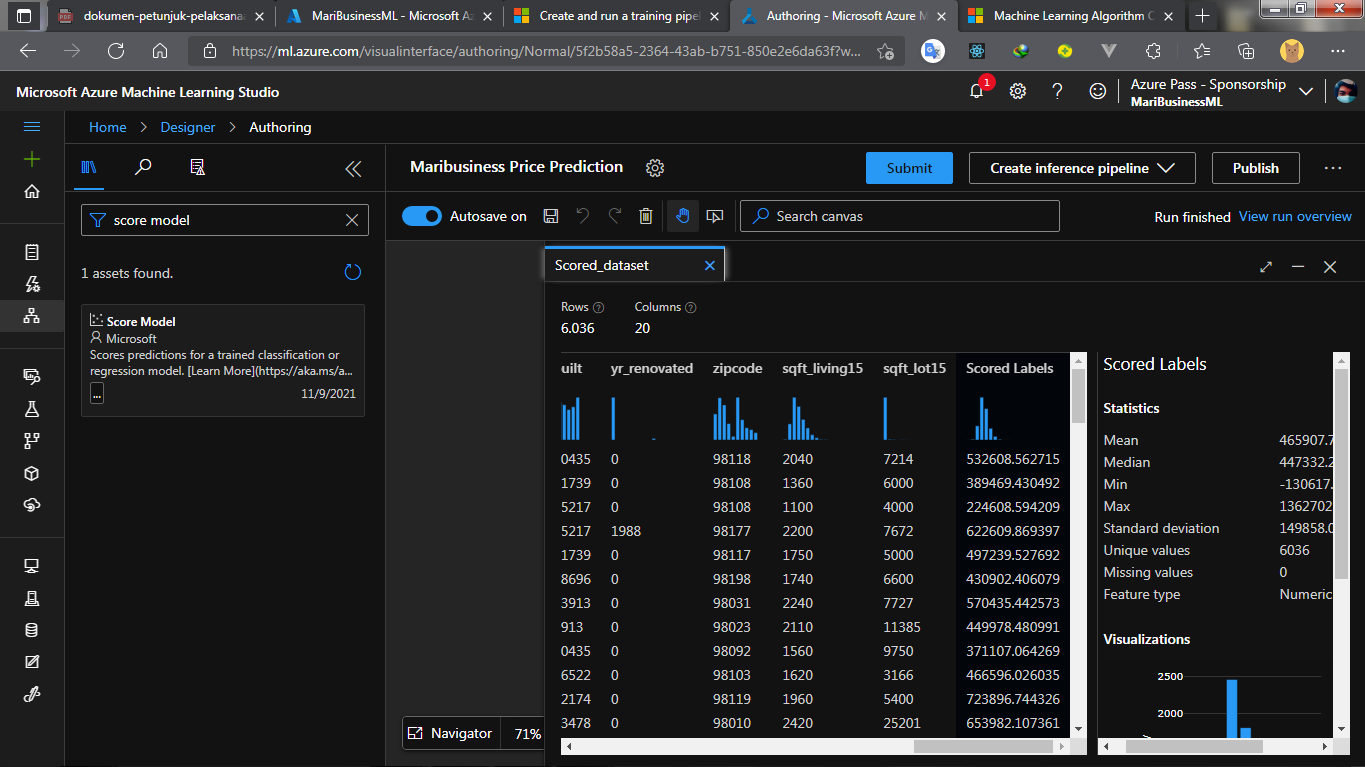 dokumen-petunjuk-pelaksana
MariBusinessML - Microsoft Az
Create and run a training pipel
Authoring - Microsoft Azure M
Machine Learning Algorithm C
https://ml.azure.com/visualinterface/authoring/Normal/5f2b58a5-2364-43ab-b751-850e2e6da63f?w...
Microsoft Azure Machine Learning Studio
1
Azure Pass - Sponsorship
MariBusinessML
Home > Designer > Authoring
Maribusiness Price Prediction
Submit
Create inference pipeline
Publish
score model
Autosave on
Search canvas
Run finished View run overview
1 assets found.
Score Model
Microsoft
Scores predictions for a trained classification or
regression model. [Learn More](https://aka.ms/a...
...
11/9/2021
Scored_dataset
Rows Columns
6.036 20
uilt yr_renovated zipcode sqft_living15 sqft_lot15 Scored Labels
0435 0 98118 2040 7214 532608.562715
1739 0 98108 1360 6000 389469.430492
5217 0 98108 1100 4000 224608.594209
5217 1988 98177 2200 7672 622609.869397
1739 0 98117 1750 5000 497239.527692
8696 0 98198 1740 6600 430902.406079
3913 0 98031 2240 7727 570435.442573
913 0 98023 2110 11385 449978.480991
0435 0 98092 1560 9750 371107.064269
6522 0 98103 1620 3166 466596.026035
2174 0 98119 1960 5400 723896.744326
3478 0 98010 2420 25201 653982.107361
Scored Labels
Statistics
Mean 465907.7
Median 447332.2
Min -130617.
Max 1362702
Standard deviation 149858.0
Unique values 6036
Missing values 0
Feature type Numeric
Visualizations
2500
2000
Navigator 71%